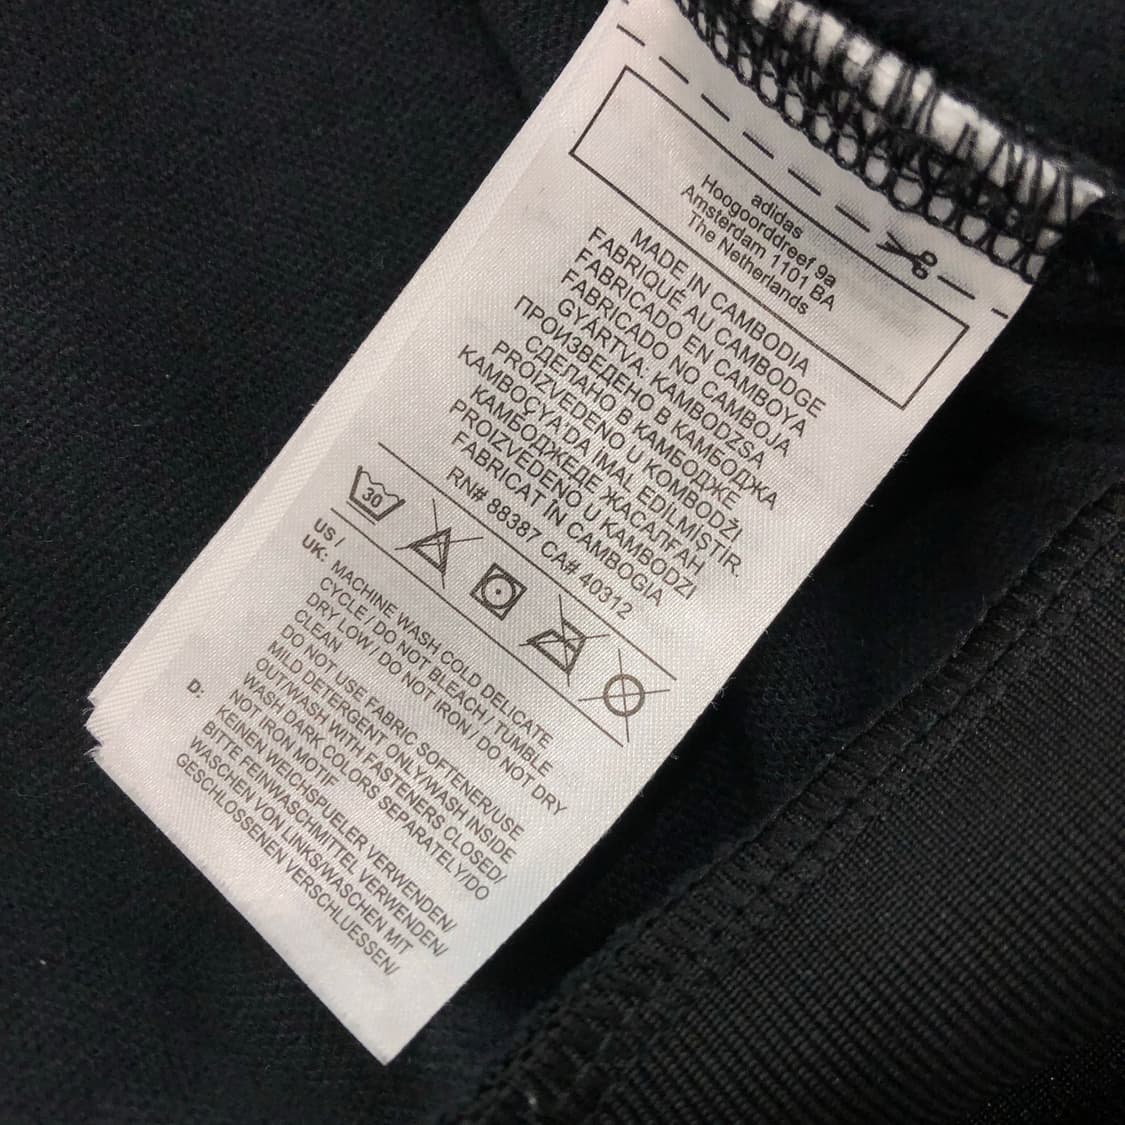 adidas
Hoogoorddreef 9a
Amsterdam 1101 BA
The Netherlands
MADE IN CAMBODIA
FABRIQUÉ AU CAMBODGE
FABRICADO EN CAMBOYA
FABRICADO NO CAMBOJA
GYÁRTVA: KAMBODZSA
ПРОИЗВЕДЕНО В КАМБОДЖА
СДЕЛАНО В КАМБОДЖЕ
PROIZVEDENO U KOMBODŽI
KAMBOÇYA'DA IMAL EDILMIŞTIR.
КАМБОДЖЕДЕ ЖАСАЛҒАН
PROIZVEDENO U KAMBODZI
FABRICAT ÎN CAMBOGIA
RN# 88387 CA# 40312
30
US /
UK: MACHINE WASH COLD DELICATE
CYCLE / DO NOT BLEACH / TUMBLE
DRY LOW / DO NOT IRON / DO NOT DRY
CLEAN
DO NOT USE FABRIC SOFTENER/USE
MILD DETERGENT ONLY/WASH INSIDE
OUT/WASH WITH FASTENERS CLOSED/
WASH DARK COLORS SEPARATELY/DO
NOT IRON MOTIF
D: KEINEN WEICHSPUELER VERWENDEN/
BITTE FEINWASCHMITTEL VERWENDEN/
WASCHEN VON LINKS/WASCHEN MIT
GESCHLOSSENEN VERSCHLUESSEN/